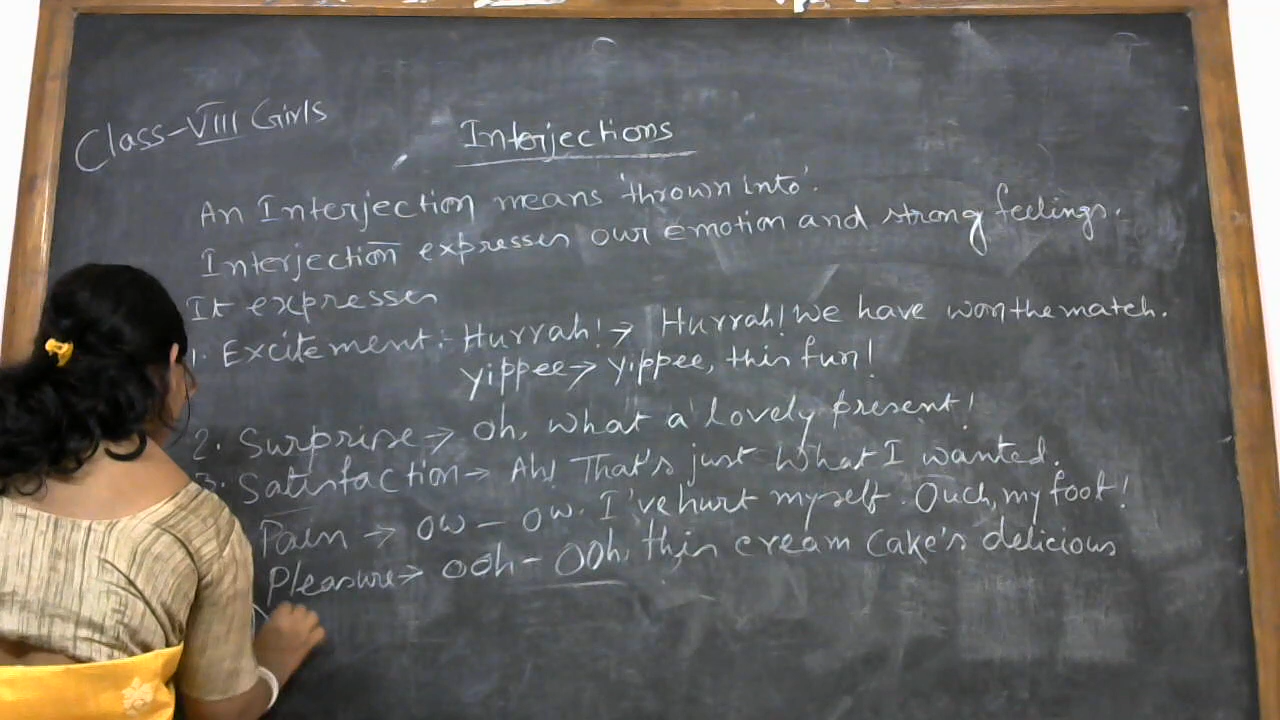 Class-VIII Girls
Interjections
An Interjection means 'thrown into'.
Interjection expresses our emotion and strong feelings.
It expresses
1. Excitement:- Hurrah! → Hurrah! We have won the match.
Yippee → Yippee, this fun!
2. Surprise → Oh, what a lovely present!
3. Satisfaction → Ah! That's just what I wanted.
Pain → OW - OW. I've hurt myself. Ouch, my foot!
Pleasure → OOh - OOh, this cream cake's delicious